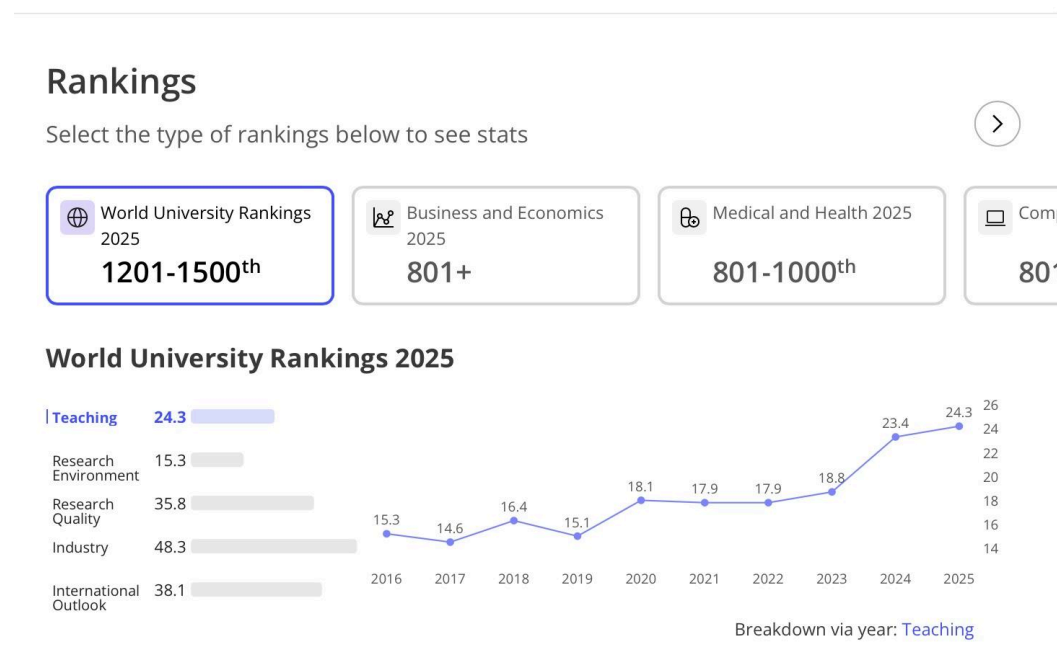 Rankings
Select the type of rankings below to see stats
World University Rankings
2025
1201-1500th
Business and Economics
2025
801+
Medical and Health 2025
801-1000th
World University Rankings 2025
Teaching 24.3
Research
Environment
15.3
Research
Quality
35.8
Industry 48.3
International
Outlook
38.1
15.3
14.6
16.4
15.1
18.1
17.9
17.9
18.8
23.4
24.3
26
24
22
20
18
16
14
2016 2017 2018 2019 2020 2021 2022 2023 2024 2025
Breakdown via year: Teaching